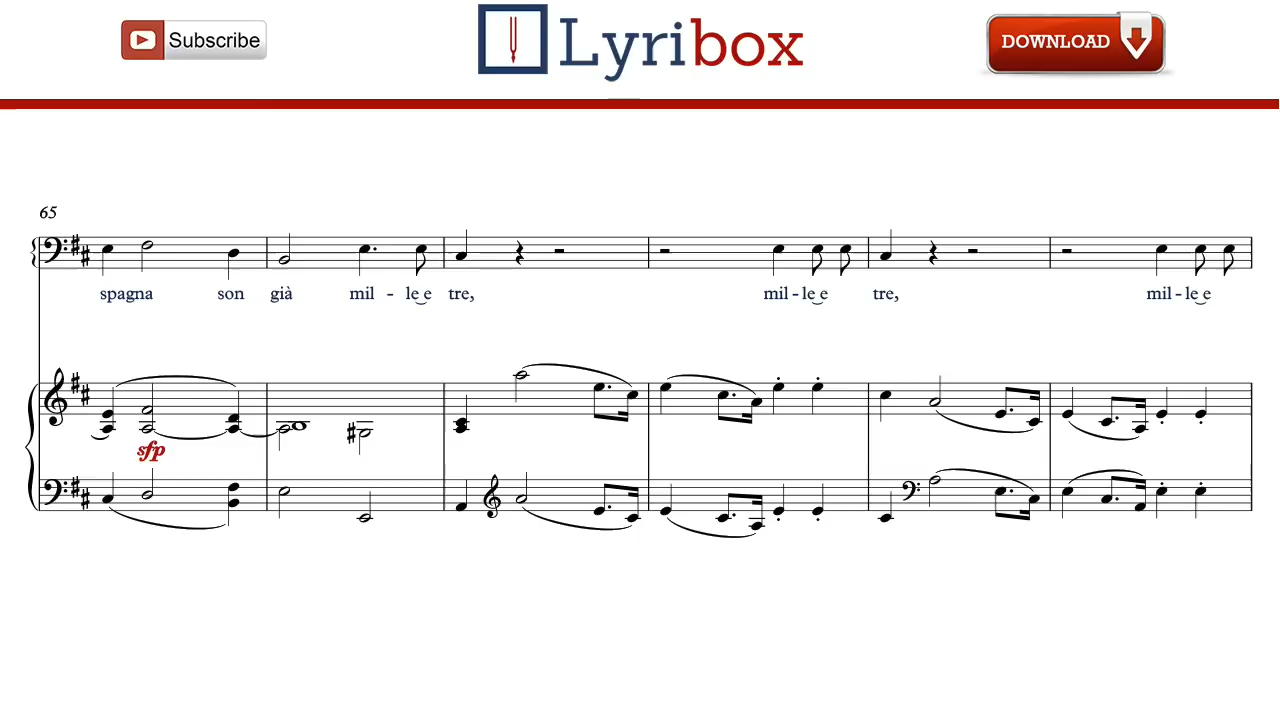 Subscribe
Lyribox
DOWNLOAD
65
spagna son già mil - le e tre, mil - le e tre, mil - le e
sfp